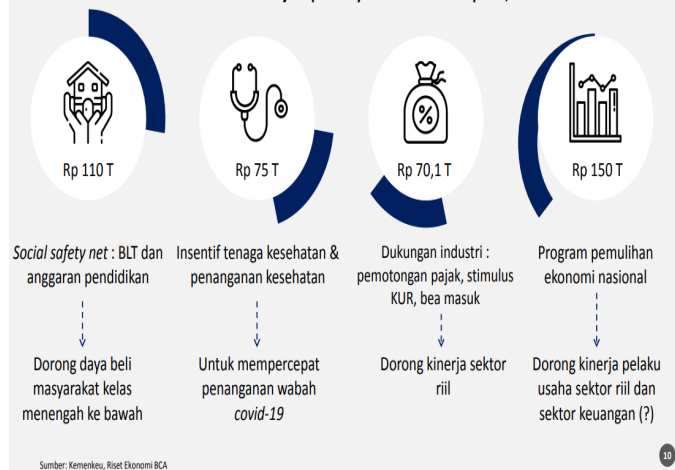 Rp 110 T
Rp 75 T
Rp 70,1 T
Rp 150 T
Social safety net : BLT dan
anggaran pendidikan
Insentif tenaga kesehatan &
penanganan kesehatan
Dukungan industri :
pemotongan pajak, stimulus
KUR, bea masuk
Program pemulihan
ekonomi nasional
Dorong daya beli
masyarakat kelas
menengah ke bawah
Untuk mempercepat
penanganan wabah
covid-19
Dorong kinerja sektor
riil
Dorong kinerja pelaku
usaha sektor riil dan
sektor keuangan (?)
Sumber: Kemenkeu, Riset Ekonomi BCA
10